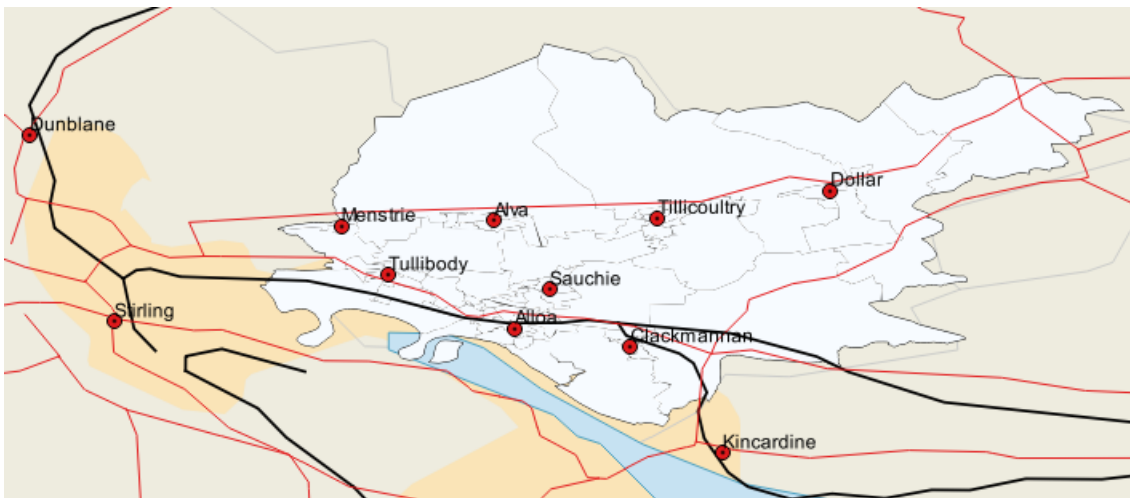 Dunblane
Dollar
Menstrie
Alva
Tillicoultry
Tullibody
Sauchie
Stirling
Alloa
Clackmannan
Kincardine